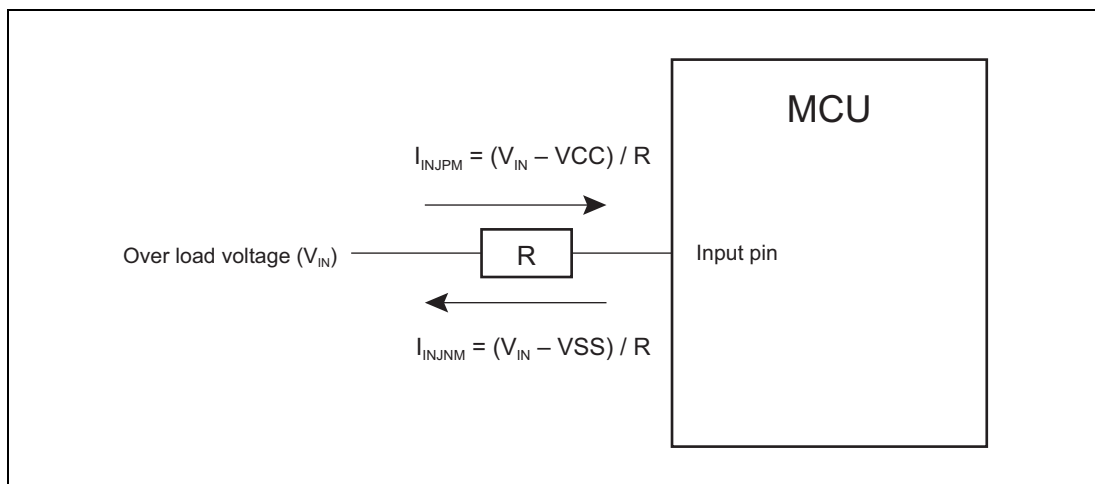 MCU
I_INJPM = (V_IN – VCC) / R
Over load voltage (V_IN)
R
Input pin
I_INJNM = (V_IN – VSS) / R